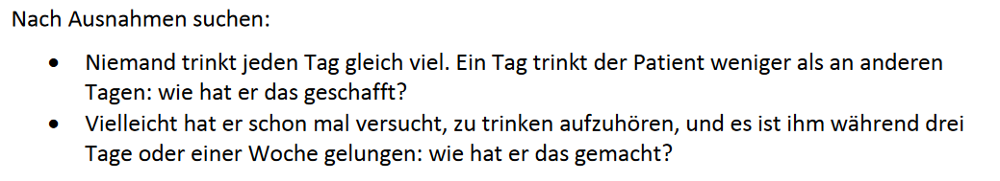 Nach Ausnahmen suchen:
• Niemand trinkt jeden Tag gleich viel. Ein Tag trinkt der Patient weniger als an anderen
Tagen: wie hat er das geschafft?
• Vielleicht hat er schon mal versucht, zu trinken aufzuhören, und es ist ihm während drei
Tage oder einer Woche gelungen: wie hat er das gemacht?